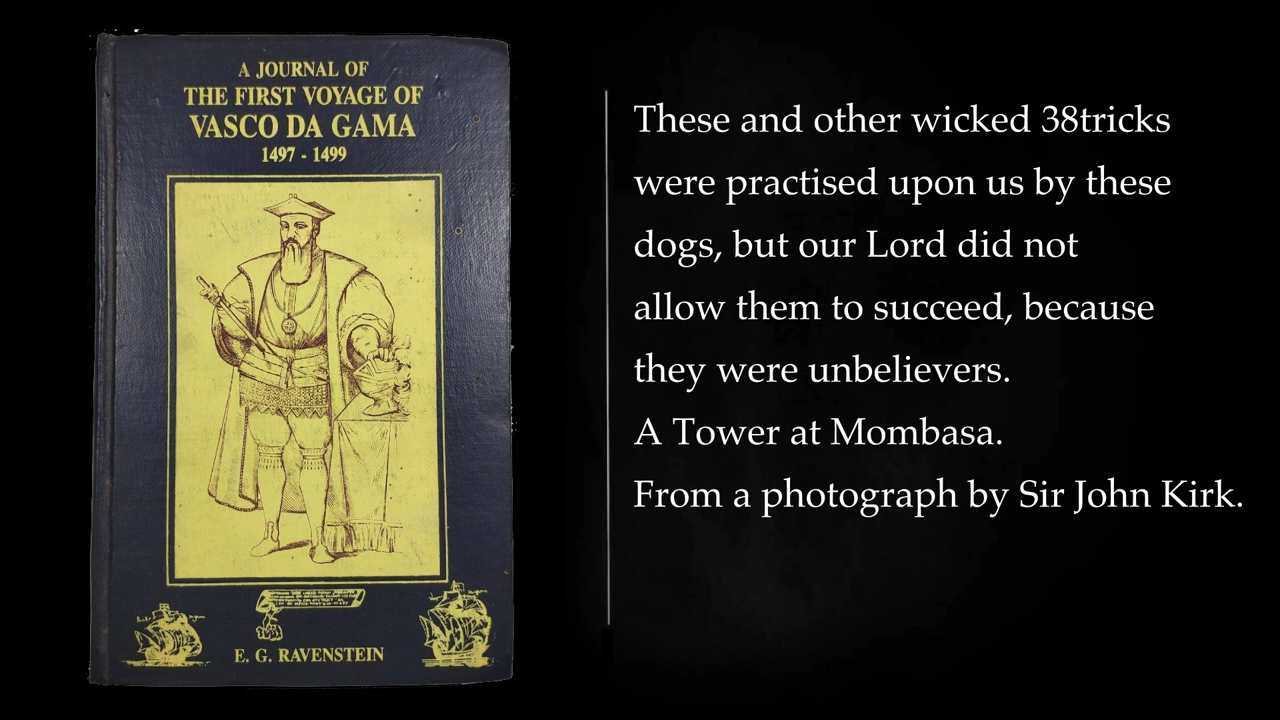 A JOURNAL OF
THE FIRST VOYAGE OF
VASCO DA GAMA
1497 - 1499
E. G. RAVENSTEIN
These and other wicked 38tricks
were practised upon us by these
dogs, but our Lord did not
allow them to succeed, because
they were unbelievers.
A Tower at Mombasa.
From a photograph by Sir John Kirk.